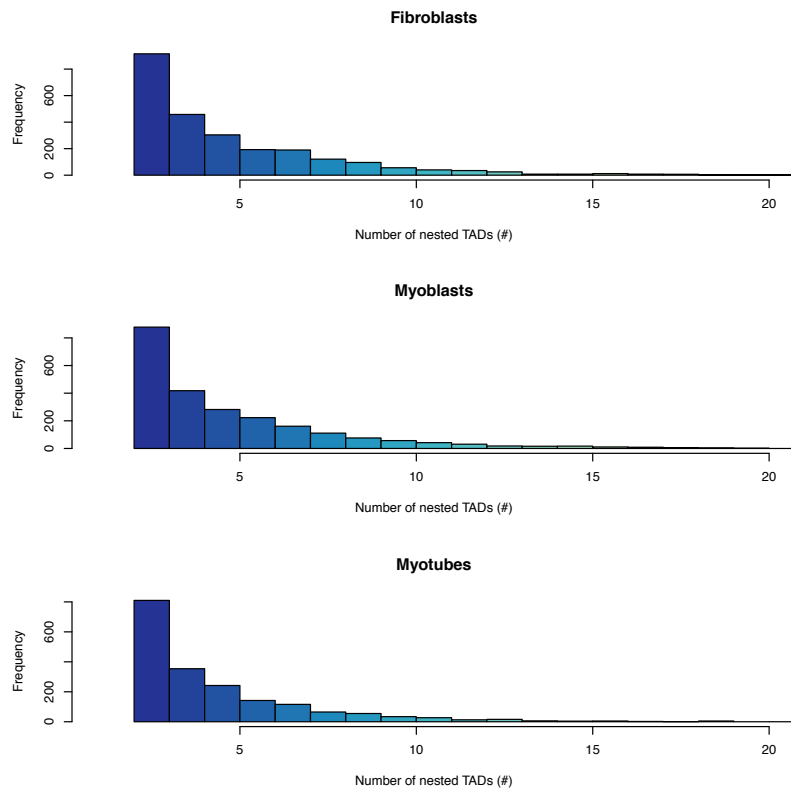 Fibroblasts
Frequency
600
200
0
5 10 15 20
Number of nested TADs (#)
Myoblasts
Frequency
600
200
0
5 10 15 20
Number of nested TADs (#)
Myotubes
Frequency
600
200
0
5 10 15 20
Number of nested TADs (#)